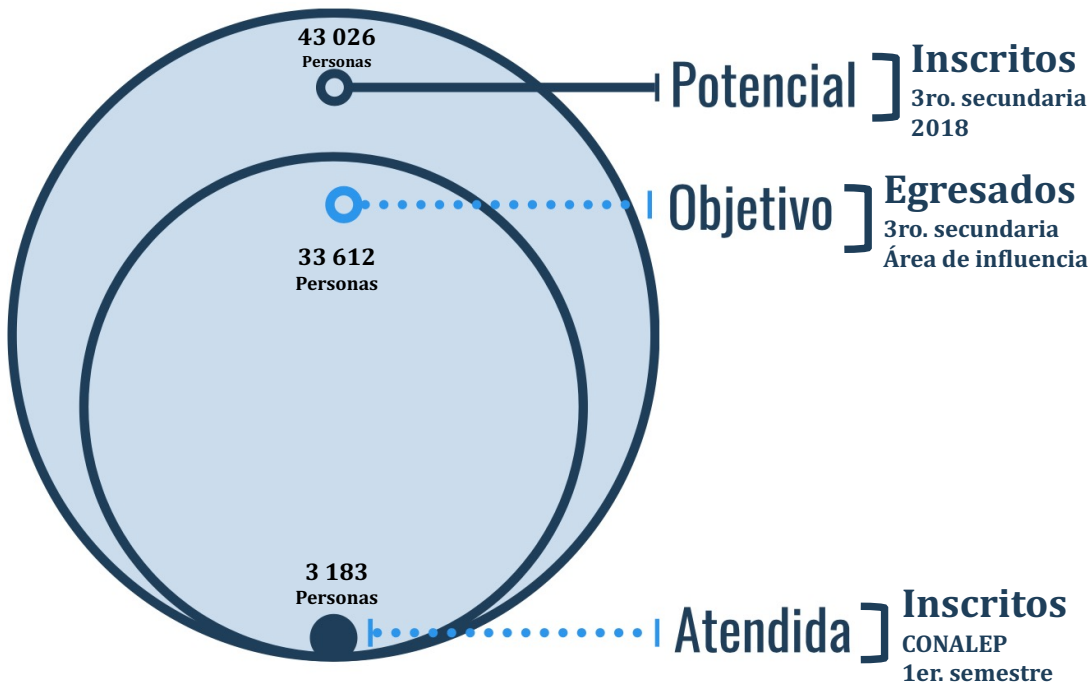 43 026
Personas
Potencial
Inscritos
3ro. secundaria
2018
Objetivo
Egresados
3ro. secundaria
Área de influencia
33 612
Personas
3 183
Personas
Atendida
Inscritos
CONALEP
1er. semestre